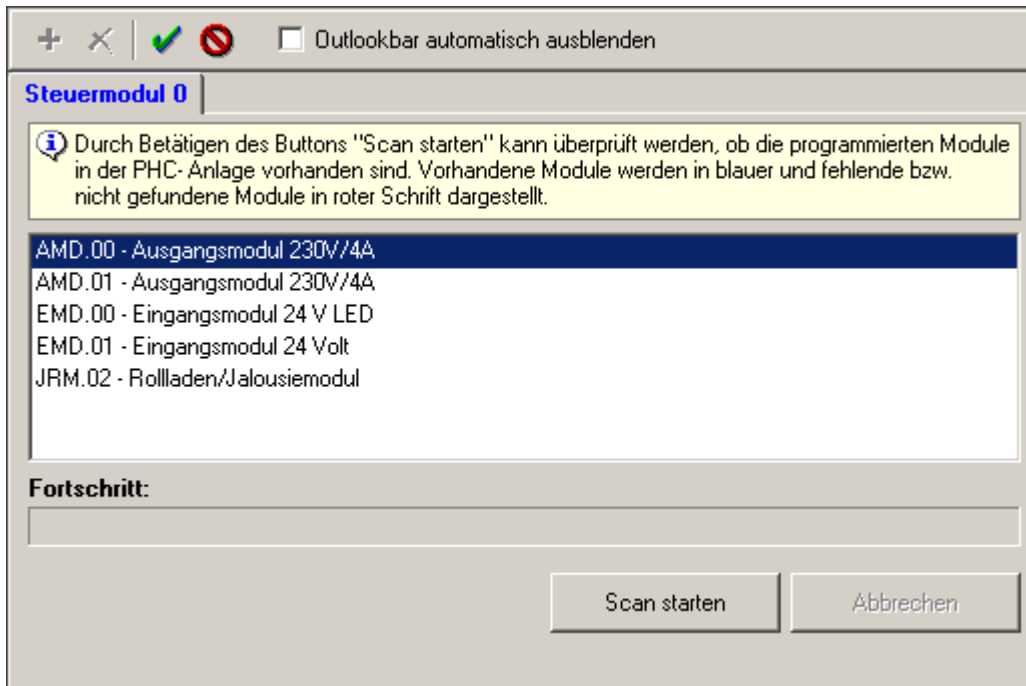 Outlookbar automatisch ausblenden
Steuermodul 0
Durch Betätigen des Buttons "Scan starten" kann überprüft werden, ob die programmierten Module
in der PHC- Anlage vorhanden sind. Vorhandene Module werden in blauer und fehlende bzw.
nicht gefundene Module in roter Schrift dargestellt.
AMD.00 - Ausgangsmodul 230V/4A
AMD.01 - Ausgangsmodul 230V/4A
EMD.00 - Eingangsmodul 24 V LED
EMD.01 - Eingangsmodul 24 Volt
JRM.02 - Rollladen/Jalousiemodul
Fortschritt:
Scan starten
Abbrechen